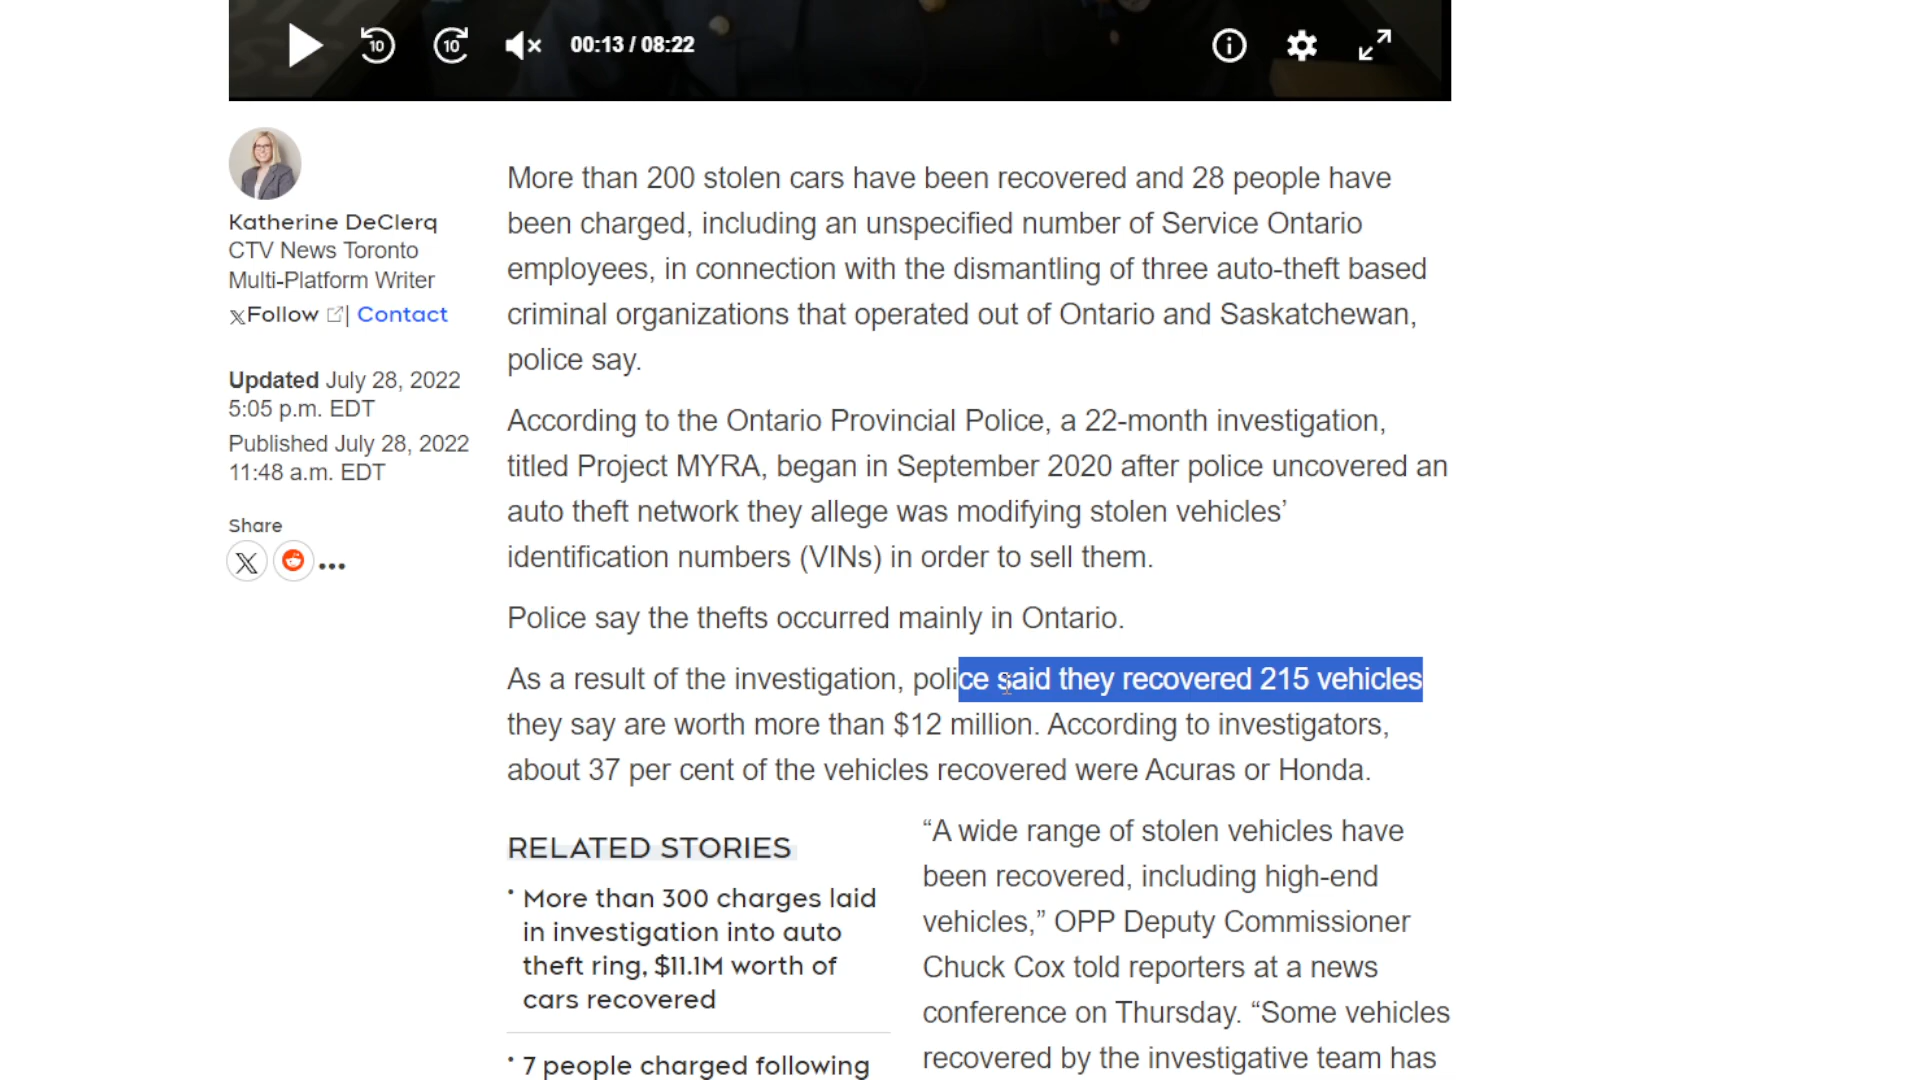 00:13 / 08:22
Katherine DeClerq
CTV News Toronto
Multi-Platform Writer
Follow | Contact
Updated July 28, 2022
5:05 p.m. EDT
Published July 28, 2022
11:48 a.m. EDT
Share
More than 200 stolen cars have been recovered and 28 people have
been charged, including an unspecified number of Service Ontario
employees, in connection with the dismantling of three auto-theft based
criminal organizations that operated out of Ontario and Saskatchewan,
police say.
According to the Ontario Provincial Police, a 22-month investigation,
titled Project MYRA, began in September 2020 after police uncovered an
auto theft network they allege was modifying stolen vehicles’
identification numbers (VINs) in order to sell them.
Police say the thefts occurred mainly in Ontario.
As a result of the investigation, police said they recovered 215 vehicles
they say are worth more than $12 million. According to investigators,
about 37 per cent of the vehicles recovered were Acuras or Honda.
RELATED STORIES
More than 300 charges laid
in investigation into auto
theft ring, $11.1M worth of
cars recovered
7 people charged following
“A wide range of stolen vehicles have
been recovered, including high-end
vehicles,” OPP Deputy Commissioner
Chuck Cox told reporters at a news
conference on Thursday. “Some vehicles
recovered by the investigative team has